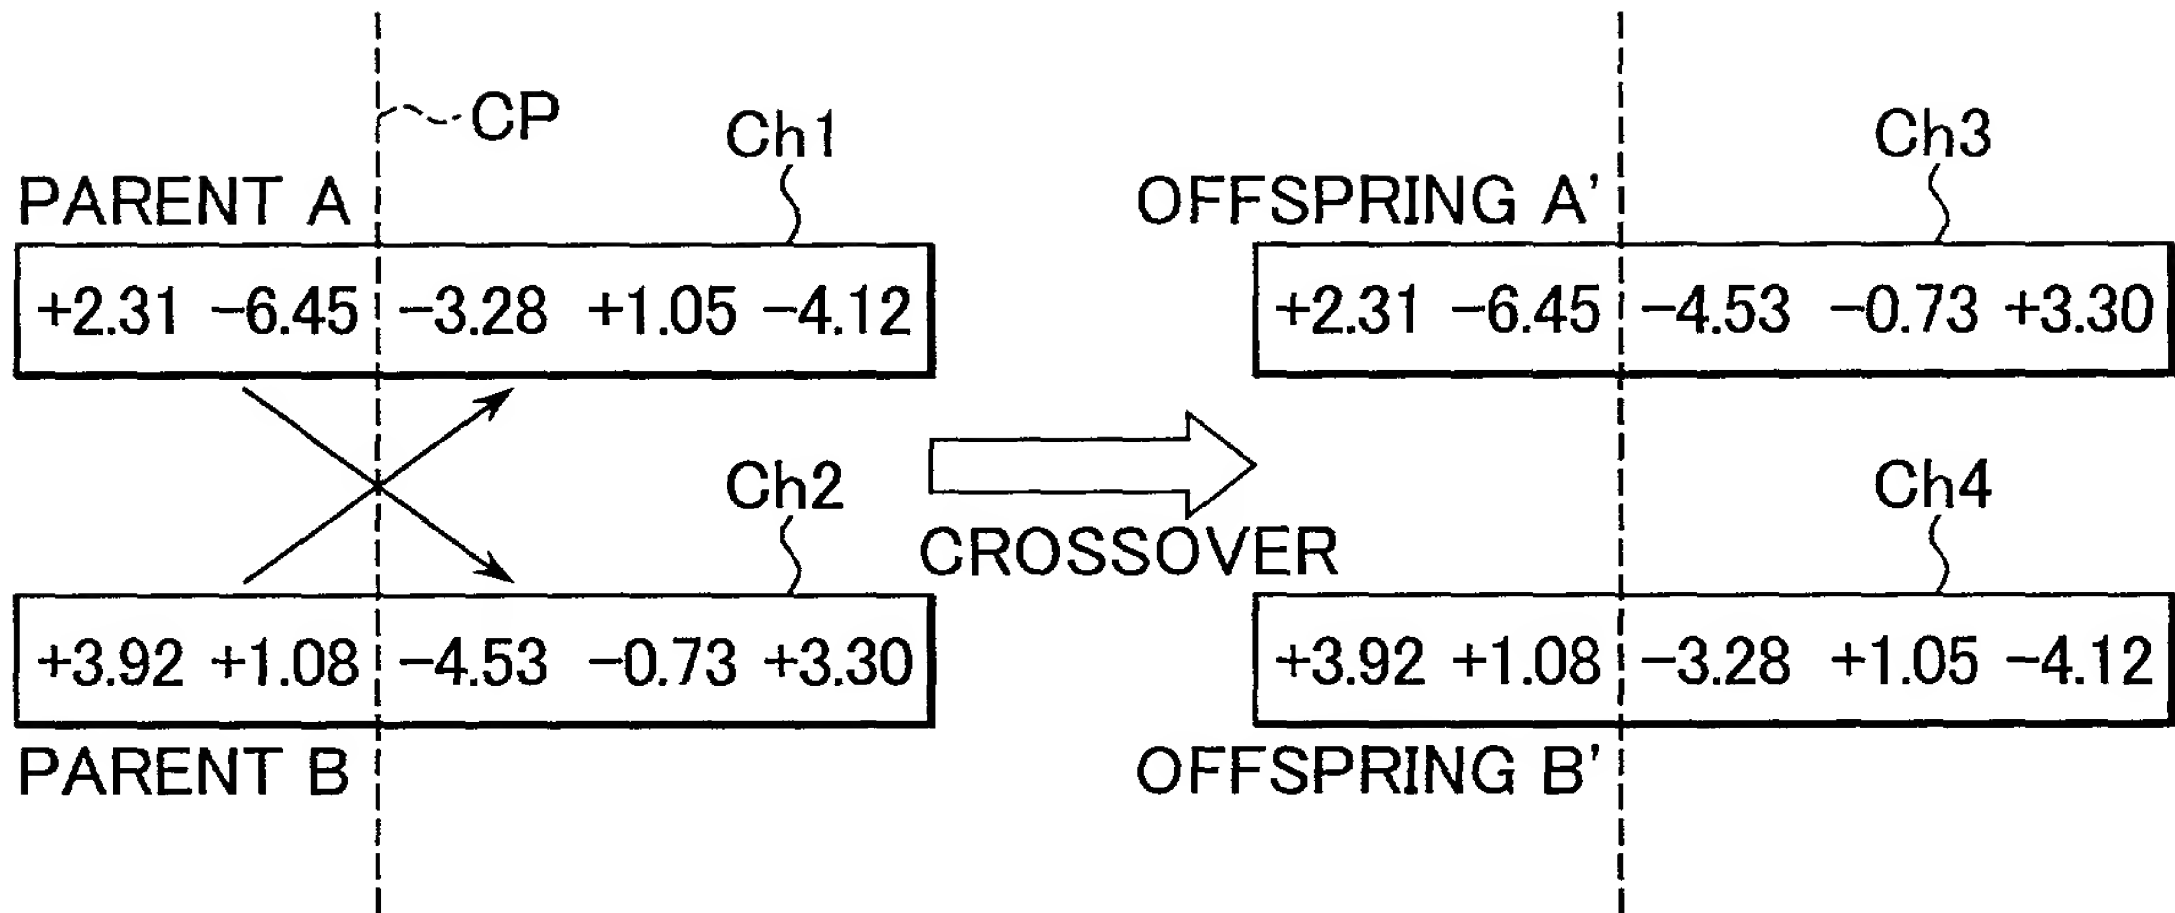 CP
Ch1
PARENT A
+2.31 −6.45 −3.28 +1.05 −4.12
Ch2
+3.92 +1.08 −4.53 −0.73 +3.30
PARENT B
CROSSOVER
Ch3
OFFSPRING A'
+2.31 −6.45 −4.53 −0.73 +3.30
Ch4
+3.92 +1.08 −3.28 +1.05 −4.12
OFFSPRING B'